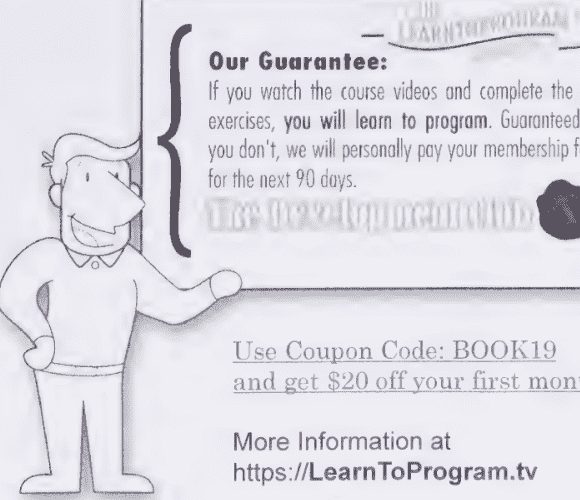 THE
LEARNTOPROGRAM
Our Guarantee:
If you watch the course videos and complete the
exercises, you will learn to program. Guaranteed
you don't, we will personally pay your membership f
for the next 90 days.
Use Coupon Code: BOOK19
and get $20 off your first mon
More Information at
https://LearnToProgram.tv